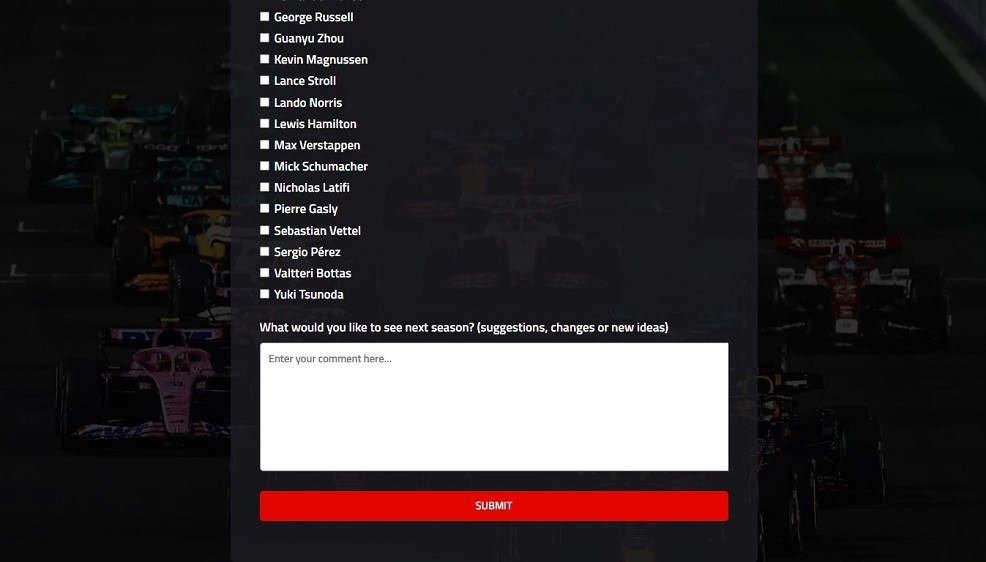 George Russell
Guanyu Zhou
Kevin Magnussen
Lance Stroll
Lando Norris
Lewis Hamilton
Max Verstappen
Mick Schumacher
Nicholas Latifi
Pierre Gasly
Sebastian Vettel
Sergio Pérez
Valtteri Bottas
Yuki Tsunoda
What would you like to see next season? (suggestions, changes or new ideas)
Enter your comment here...
SUBMIT